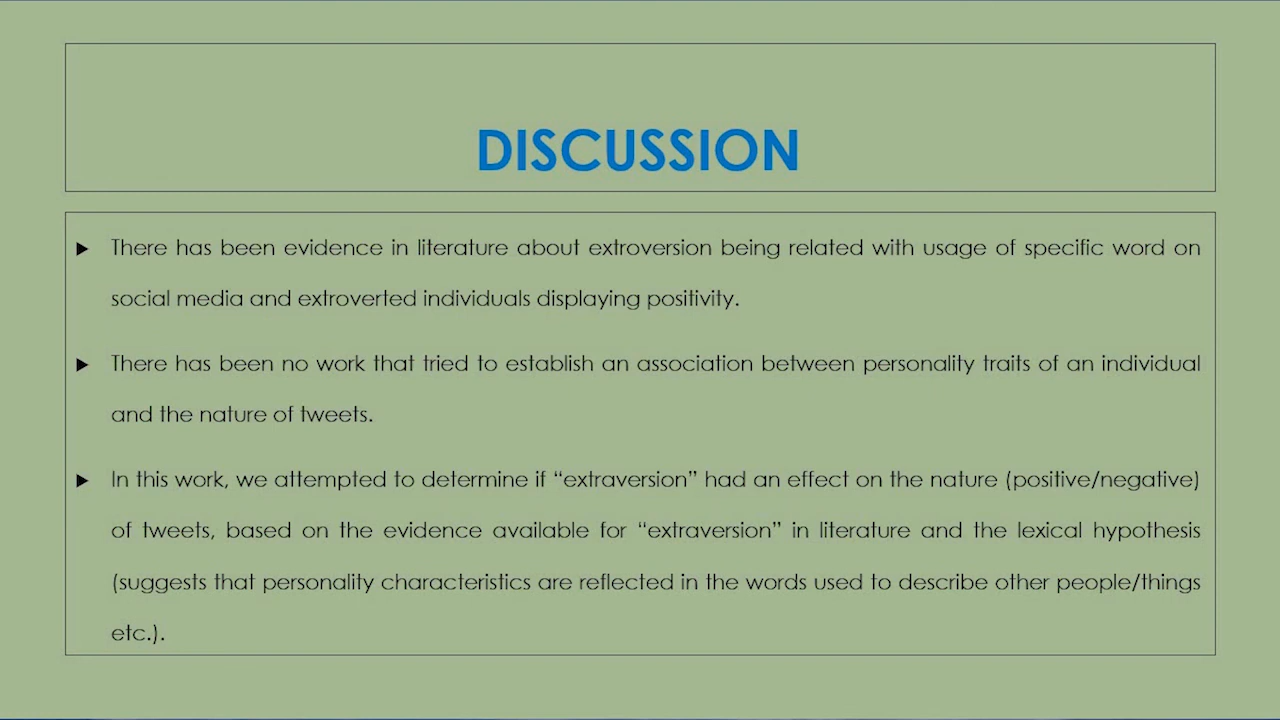 DISCUSSION
There has been evidence in literature about extroversion being related with usage of specific word on
social media and extroverted individuals displaying positivity.
There has been no work that tried to establish an association between personality traits of an individual
and the nature of tweets.
In this work, we attempted to determine if “extraversion” had an effect on the nature (positive/negative)
of tweets, based on the evidence available for “extraversion” in literature and the lexical hypothesis
(suggests that personality characteristics are reflected in the words used to describe other people/things
etc.).